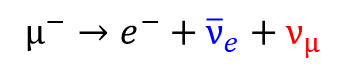 μ⁻ → e⁻ + ν̅ₑ + ν_μ